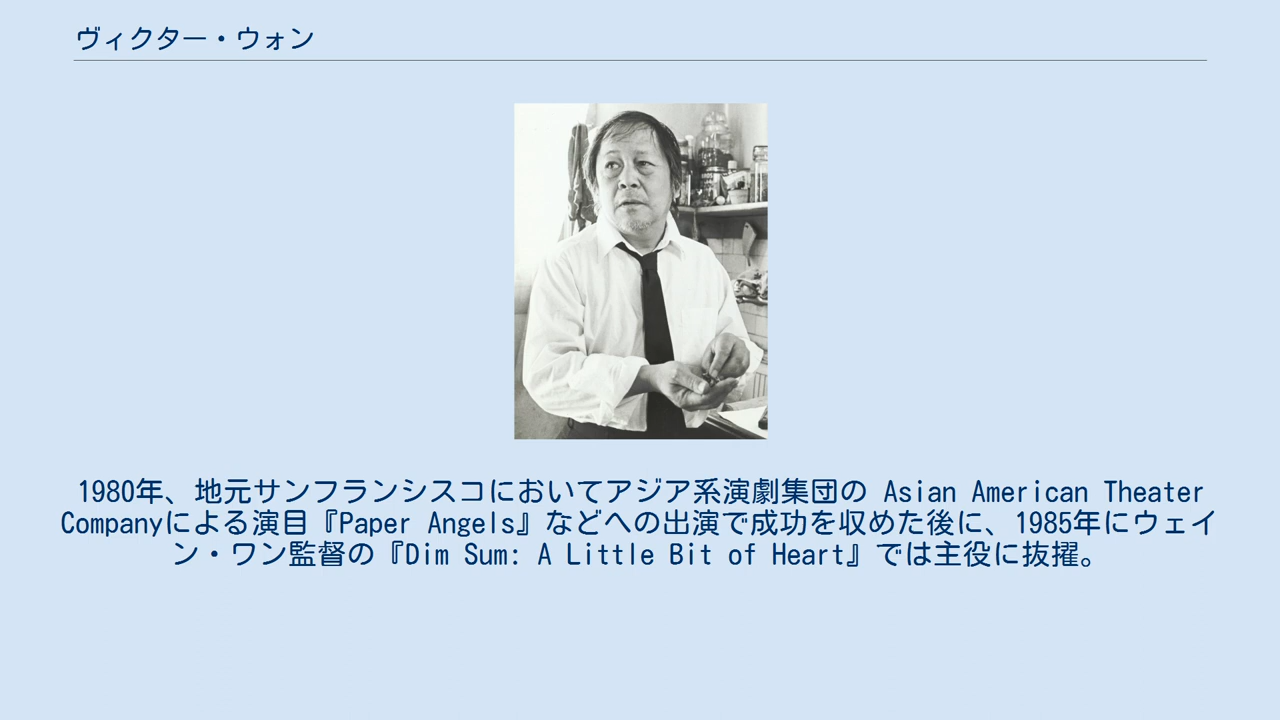 ヴィクター・ウォン
1980年、地元サンフランシスコにおいてアジア系演劇集団の Asian American Theater
Companyによる演目『Paper Angels』などへの出演で成功を収めた後に、1985年にウェイ
ン・ワン監督の『Dim Sum: A Little Bit of Heart』では主役に抜擢。